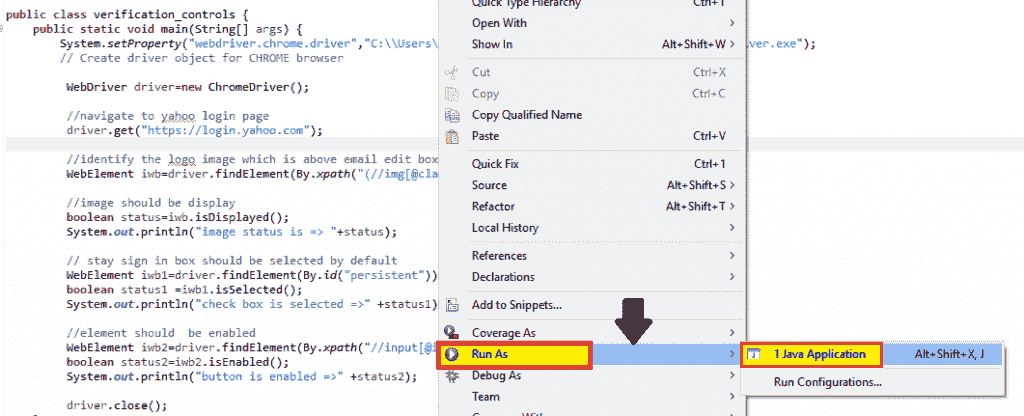 public class verification_controls {
public static void main(String[] args) {
System.setProperty("webdriver.chrome.driver","C:\\Users\
ver.exe");
// Create driver object for CHROME browser
WebDriver driver=new ChromeDriver();
//navigate to yahoo login page
driver.get("https://login.yahoo.com");
//identify the logo image which is above email edit box
WebElement iwb=driver.findElement(By.xpath("(//img[@cla
//image should be display
boolean status=iwb.isDisplayed();
System.out.println("image status is => "+status);
// stay sign in box should be selected by default
WebElement iwb1=driver.findElement(By.id("persistent"))
boolean status1 =iwb1.isSelected();
System.out.println("check box is selected =>" +status1)
//element should be enabled
WebElement iwb2=driver.findElement(By.xpath("//input[@i
boolean status2=iwb2.isEnabled();
System.out.println("button is enabled =>" +status2);
driver.close();
Quick Type Hierarchy Ctrl+T
Open With >
Show In Alt+Shift+W >
Cut Ctrl+X
Copy Ctrl+C
Copy Qualified Name
Paste Ctrl+V
Quick Fix Ctrl+1
Source Alt+Shift+S >
Refactor Alt+Shift+T >
Local History >
References >
Declarations >
Add to Snippets...
Coverage As >
Run As >
Debug As >
Team >
1 Java Application Alt+Shift+X, J
Run Configurations...